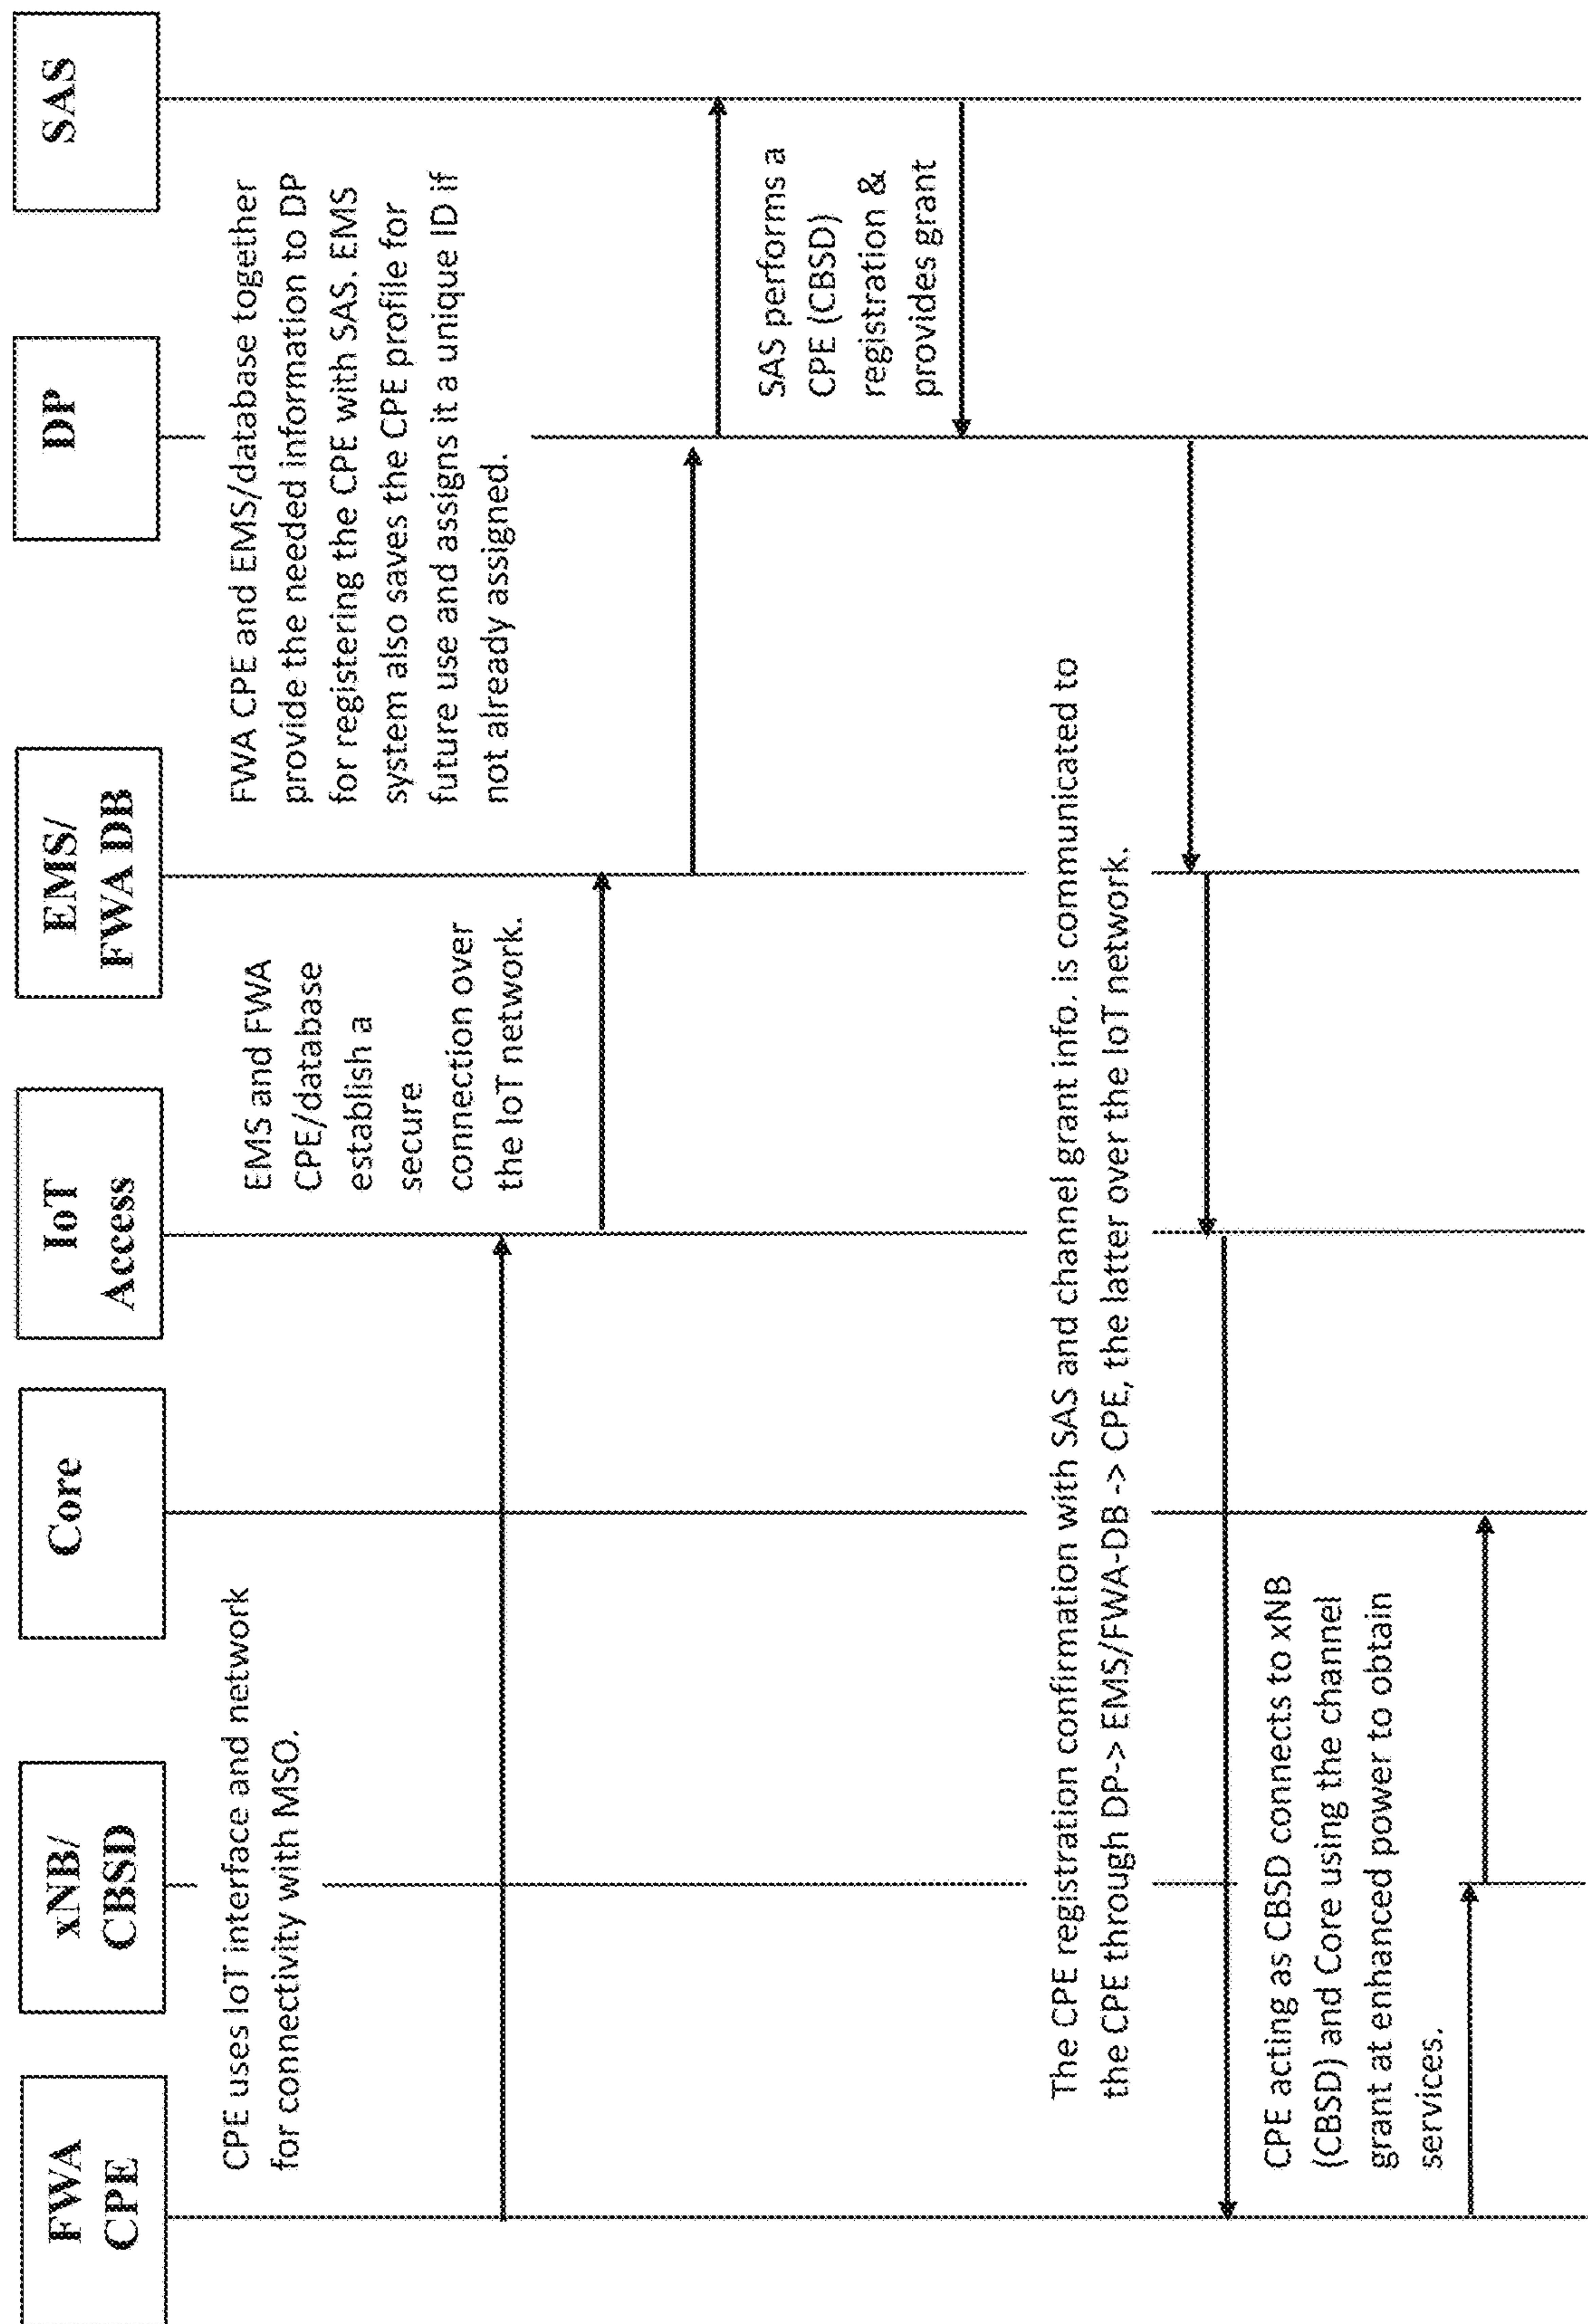 FWA
CPE
xNB/
CBSD
Core
IoT
Access
EMS/
FWA DB
DP
SAS
CPE uses IoT interface and network
for connectivity with MSO.
EMS and FWA
CPE/database
establish a
secure
connection over
the IoT network.
FWA CPE and EMS/database together
provide the needed information to DP
for registering the CPE with SAS. EMS
system also saves the CPE profile for
future use and assigns it a unique ID if
not already assigned.
SAS performs a
CPE (CBSD)
registration &
provides grant
The CPE registration confirmation with SAS and channel grant info. is communicated to
the CPE through DP-> EMS/FWA-DB -> CPE, the latter over the IoT network.
CPE acting as CBSD connects to xNB
(CBSD) and Core using the channel
grant at enhanced power to obtain
services.